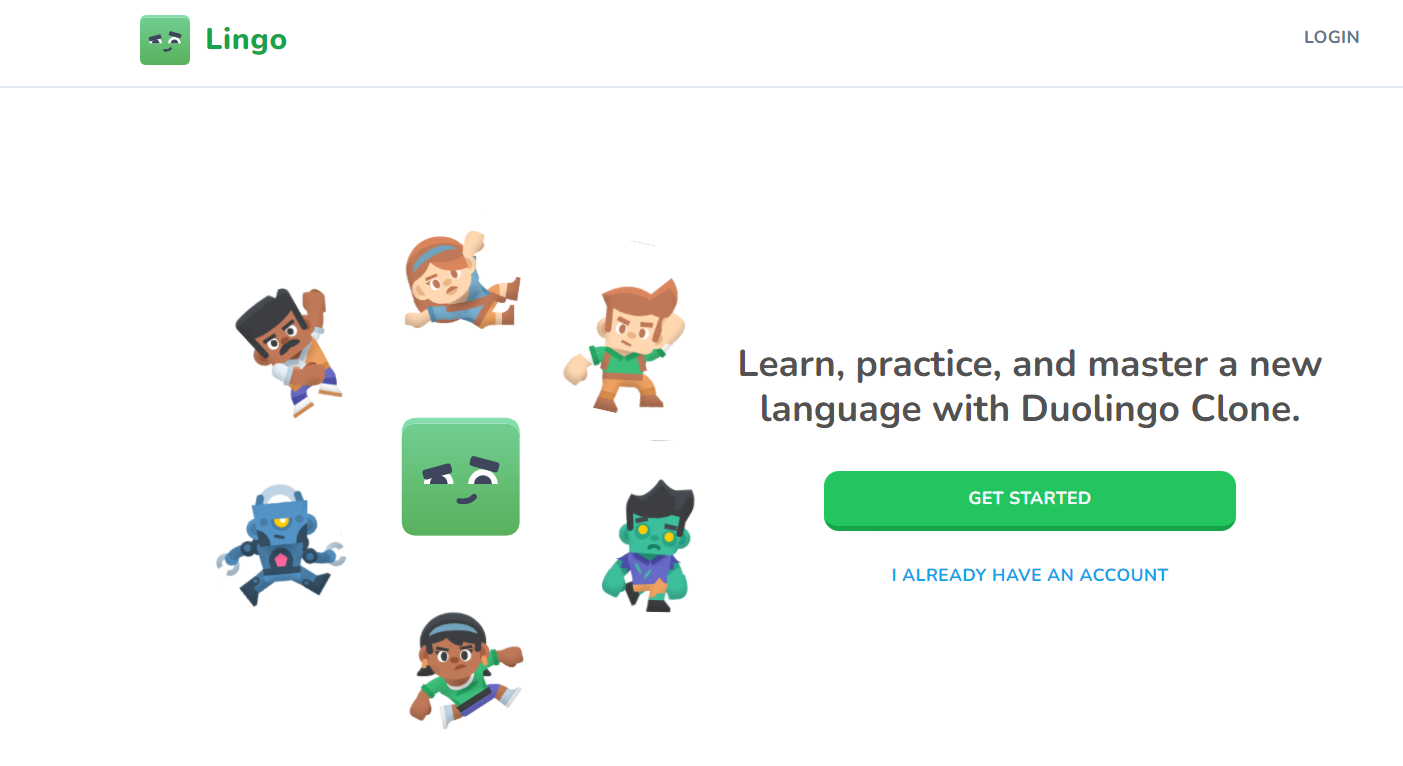 Lingo
LOGIN
Learn, practice, and master a new
language with Duolingo Clone.
GET STARTED
I ALREADY HAVE AN ACCOUNT